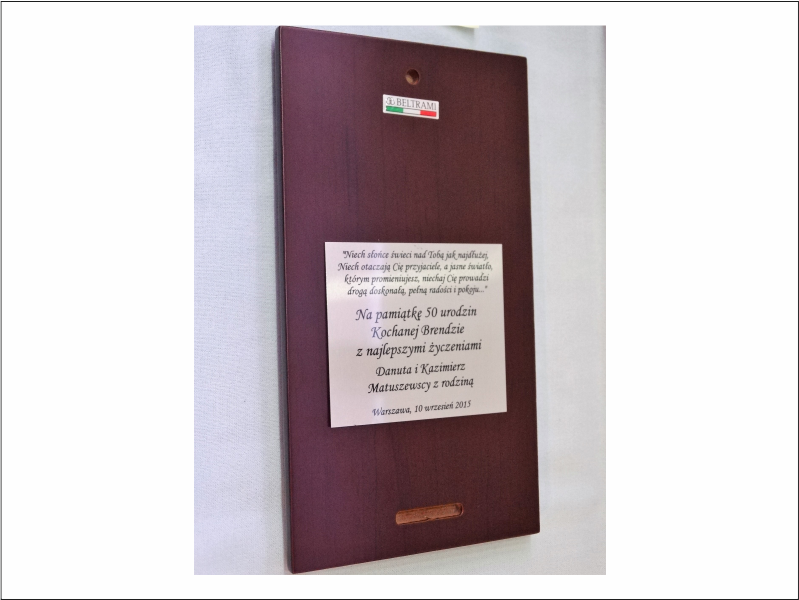 BELTRAMI
"Niech słońce świeci nad Tobą jak najdłużej,
Niech otaczają Cię przyjaciele, a jasne światło,
którym promieniujesz, niechaj Cię prowadzi
drogą doskonałą, pełną radości i pokoju..."
Na pamiątkę 50 urodzin
Kochanej Brendzie
z najlepszymi życzeniami
Danuta i Kazimierz
Matuszewscy z rodziną
Warszawa, 10 wrzesień 2015